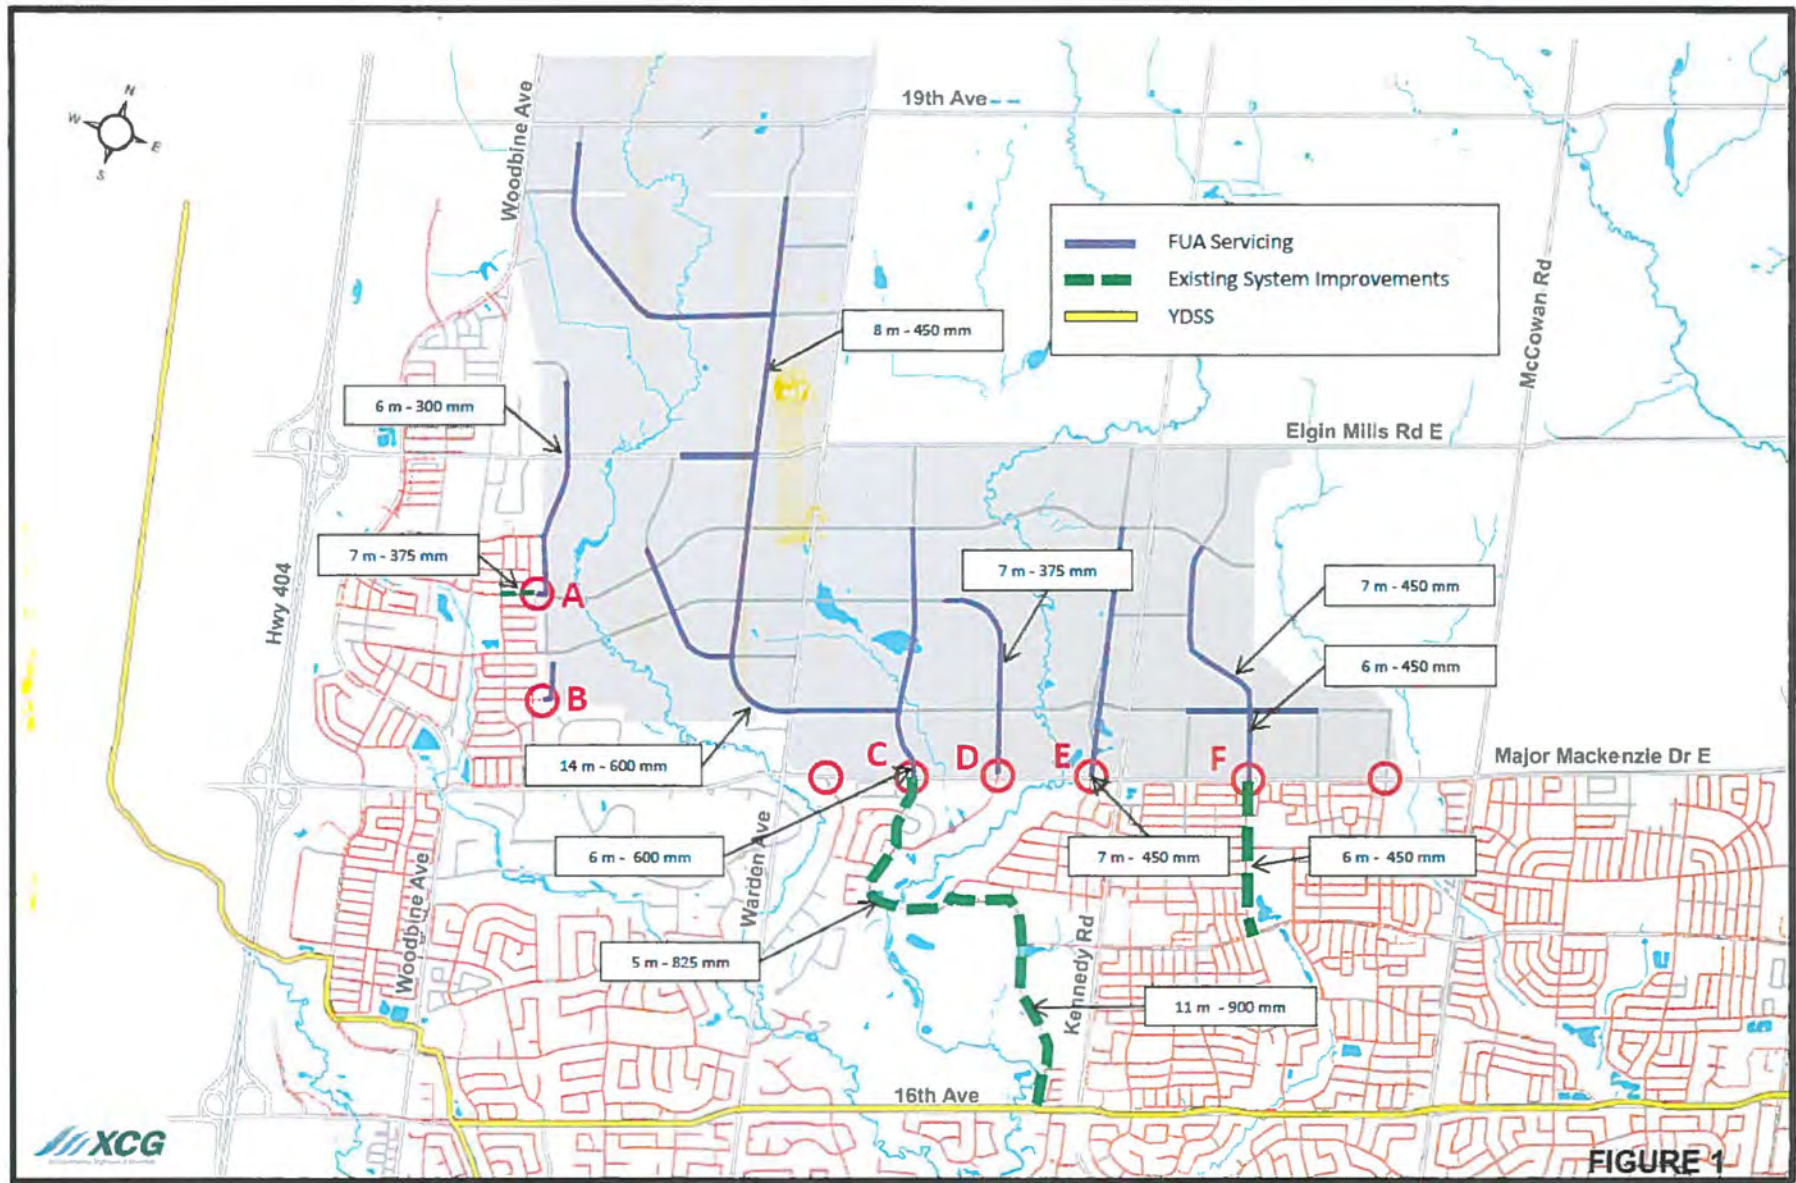 N
W
E
S
Woodbine Ave
19th Ave
FUA Servicing
Existing System Improvements
YDSS
McCowan Rd
8 m - 450 mm
6 m - 300 mm
Elgin Mills Rd E
7 m - 375 mm
7 m - 375 mm
7 m - 450 mm
Hwy 404
A
6 m - 450 mm
B
14 m - 600 mm
C
D
E
F
Major Mackenzie Dr E
6 m - 600 mm
7 m - 450 mm
6 m - 450 mm
Warden Ave
Woodbine Ave
5 m - 825 mm
Kennedy Rd
11 m - 900 mm
16th Ave
XCG
FIGURE 1